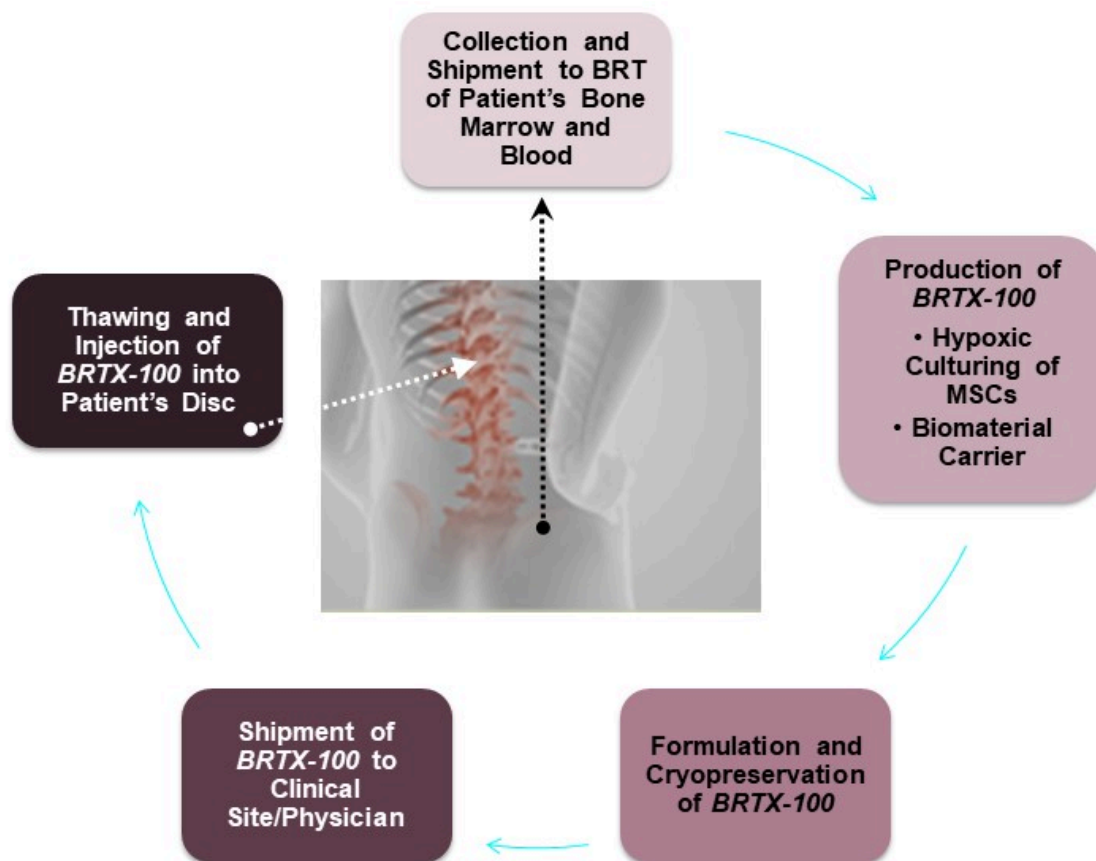 Collection and
Shipment to BRT
of Patient’s Bone
Marrow and
Blood
Production of
BRTX-100
• Hypoxic
Culturing of
MSCs
• Biomaterial
Carrier
Formulation and
Cryopreservation
of BRTX-100
Shipment of
BRTX-100 to
Clinical
Site/Physician
Thawing and
Injection of
BRTX-100 into
Patient’s Disc